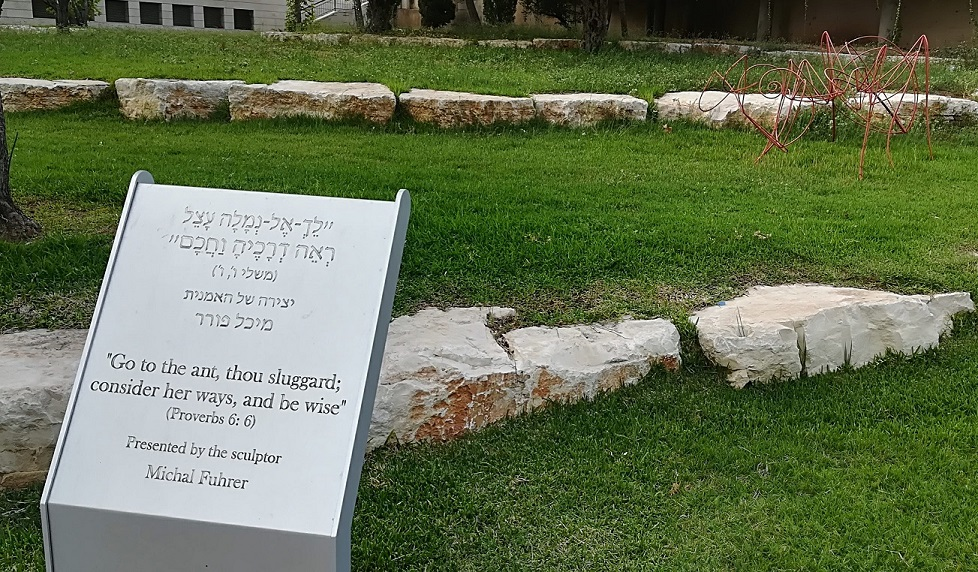 "לֵךְ-אֶל-נְמָלָה עָצֵל
רְאֵה דְרָכֶיהָ וַחֲכָם"
(משלי ו, ו')
יצירה של האמנית
מיכל פורר
"Go to the ant, thou sluggard;
consider her ways, and be wise"
(Proverbs 6: 6)
Presented by the sculptor
Michal Fuhrer